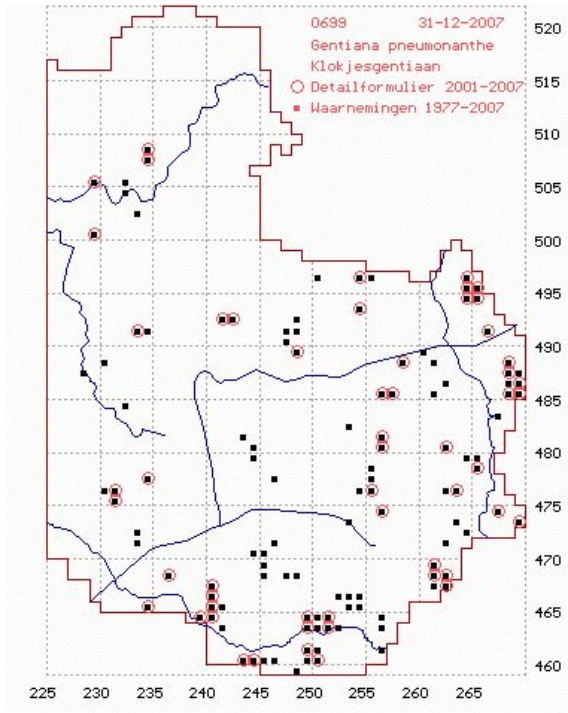 0699 31-12-2007
Gentiana pneumonanthe
Klokjesgentiaan
Detailformulier 2001-2007
Waarnemingen 1977-2007
520
515
510
505
500
495
490
485
480
475
470
465
460
225 230 235 240 245 250 255 260 265